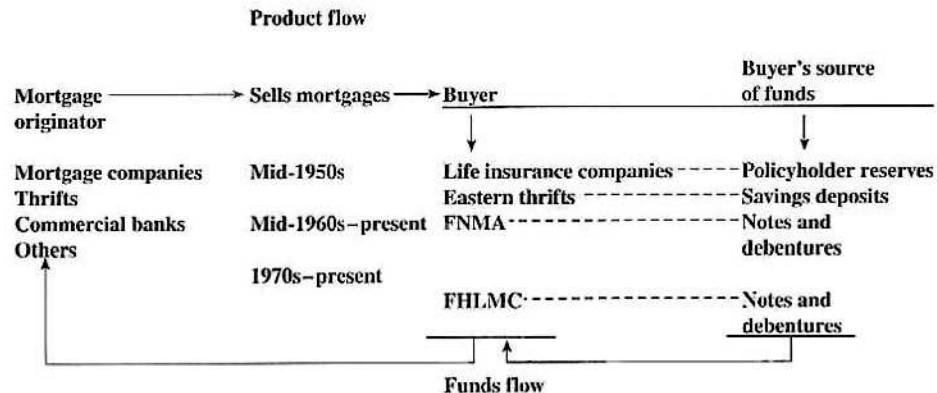 Product flow
Buyer's source
Mortgage Sells mortgages Buyer of funds
originator
Mortgage companies Mid-1950s Life insurance companies Policyholder reserves
Thrifts Eastern thrifts Savings deposits
Commercial banks Mid-1960s–present FNMA Notes and
Others debentures
1970s–present
FHLMC Notes and
debentures
Funds flow